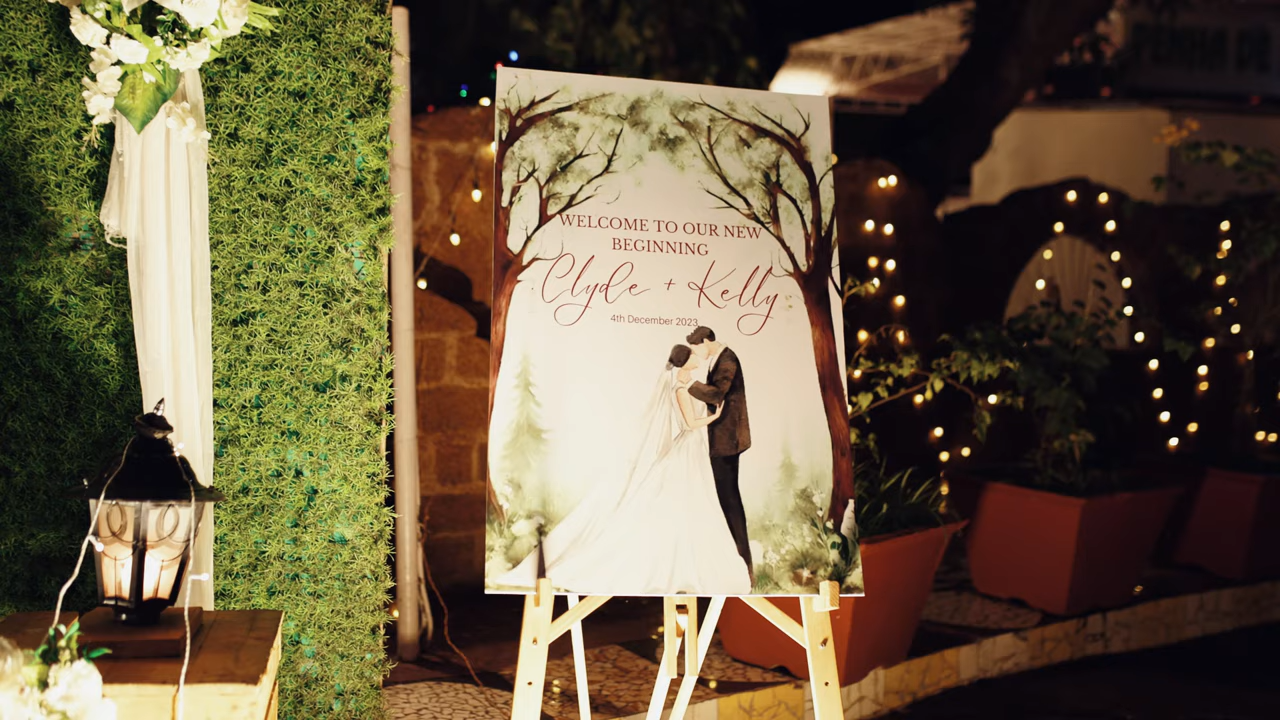 WELCOME TO OUR NEW
BEGINNING
Clyde + Kelly
4th December 2023